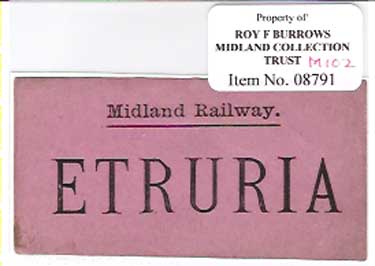 Property of
ROY F BURROWS
MIDLAND COLLECTION
TRUST M102
Item No. 08791
Midland Railway.
ETRURIA